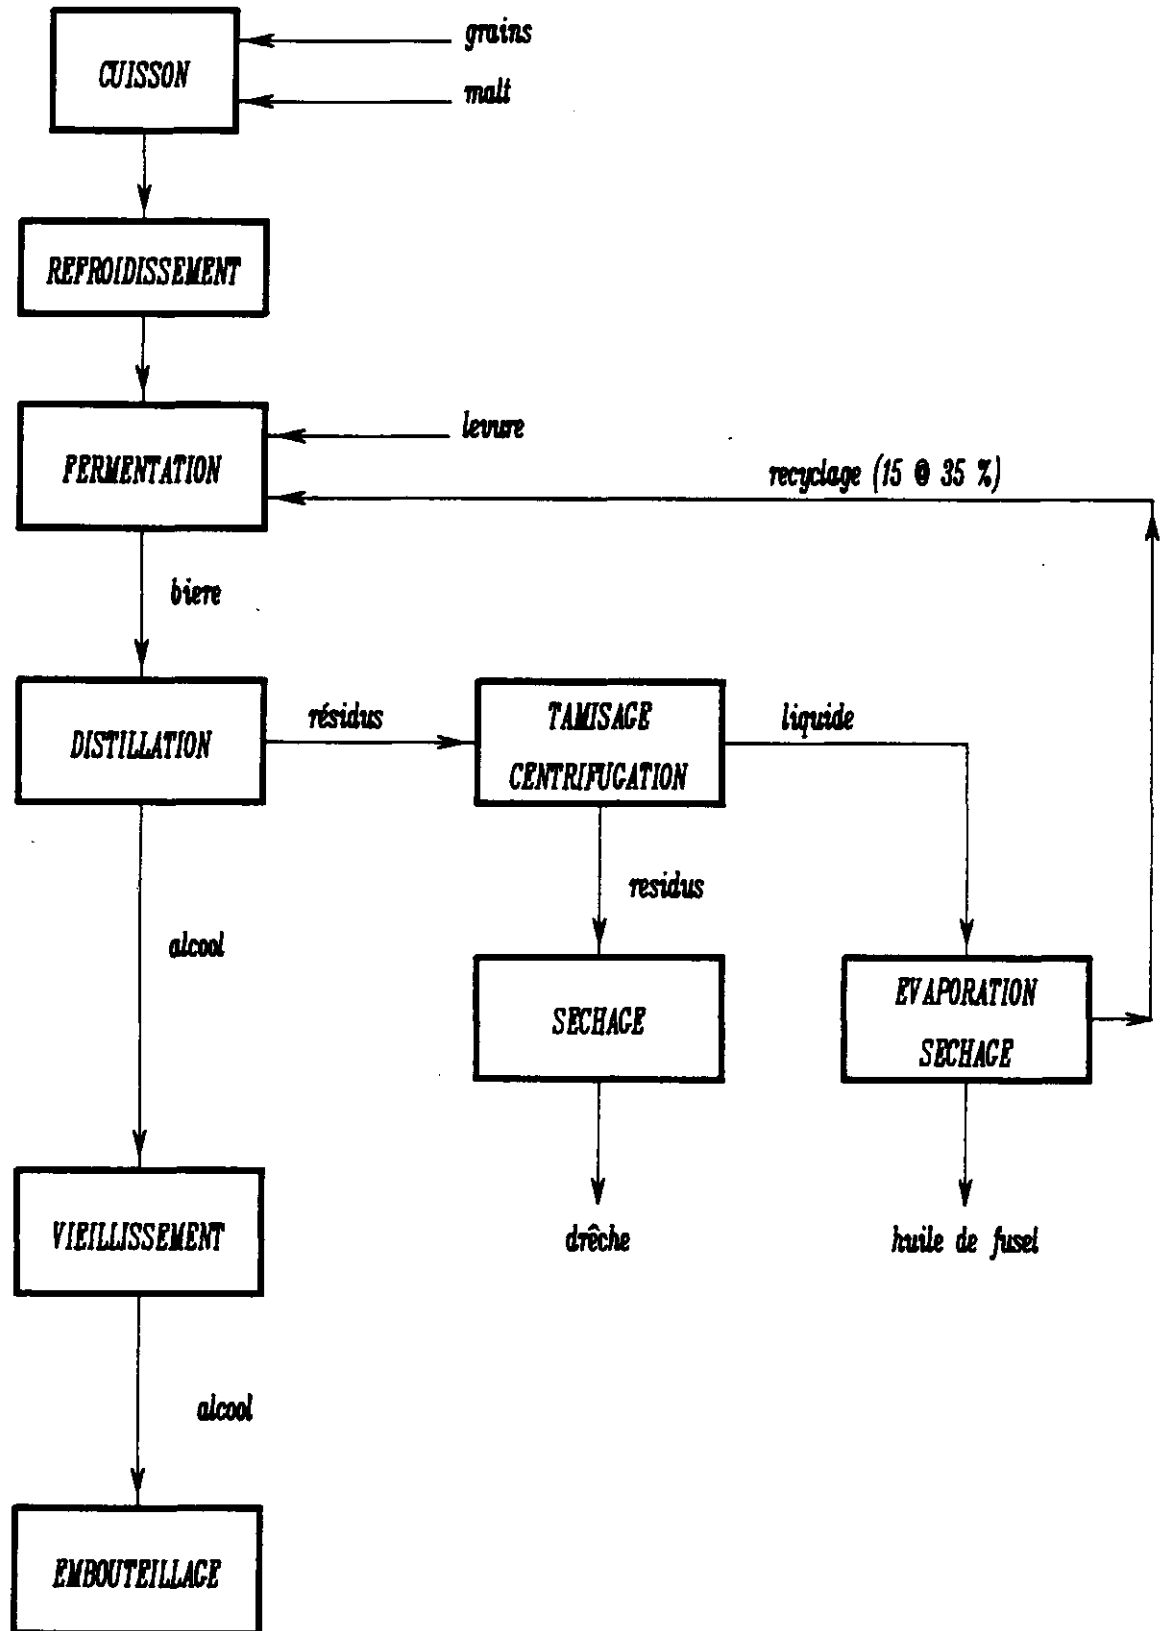 grains
CUISSON
malt
REFROIDISSEMENT
levure
FERMENTATION
recyclage (15 @ 35 %)
biere
résidus
TAMISAGE
CENTRIFUGATION
liquide
DISTILLATION
residus
alcool
SECHAGE
EVAPORATION
SECHAGE
VIEILLISSEMENT
drêche
huile de fusel
alcool
EMBOUTEILLAGE